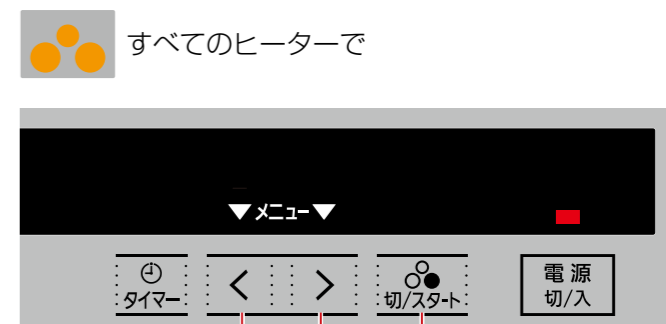 すべてのヒーターで
▼メニュー▼
タイマー
< >
切/スタート
電源
切/入